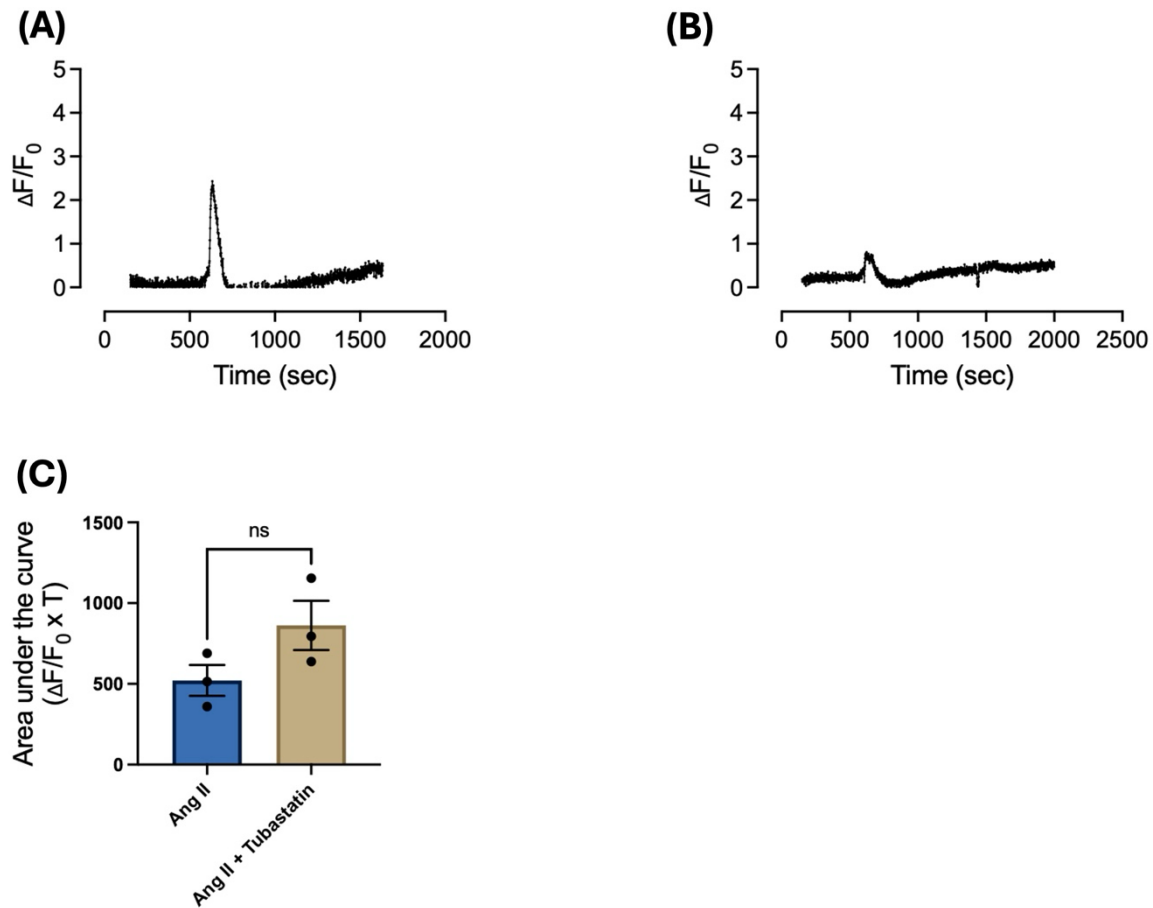 (A)
5
4
3
2
1
0
ΔF/F0
0 500 1000 1500 2000
Time (sec)
(B)
5
4
3
2
1
0
ΔF/F0
0 500 1000 1500 2000 2500
Time (sec)
(C)
Area under the curve
(ΔF/F0 x T)
1500
1000
500
0
ns
Ang II
Ang II + Tubastatin